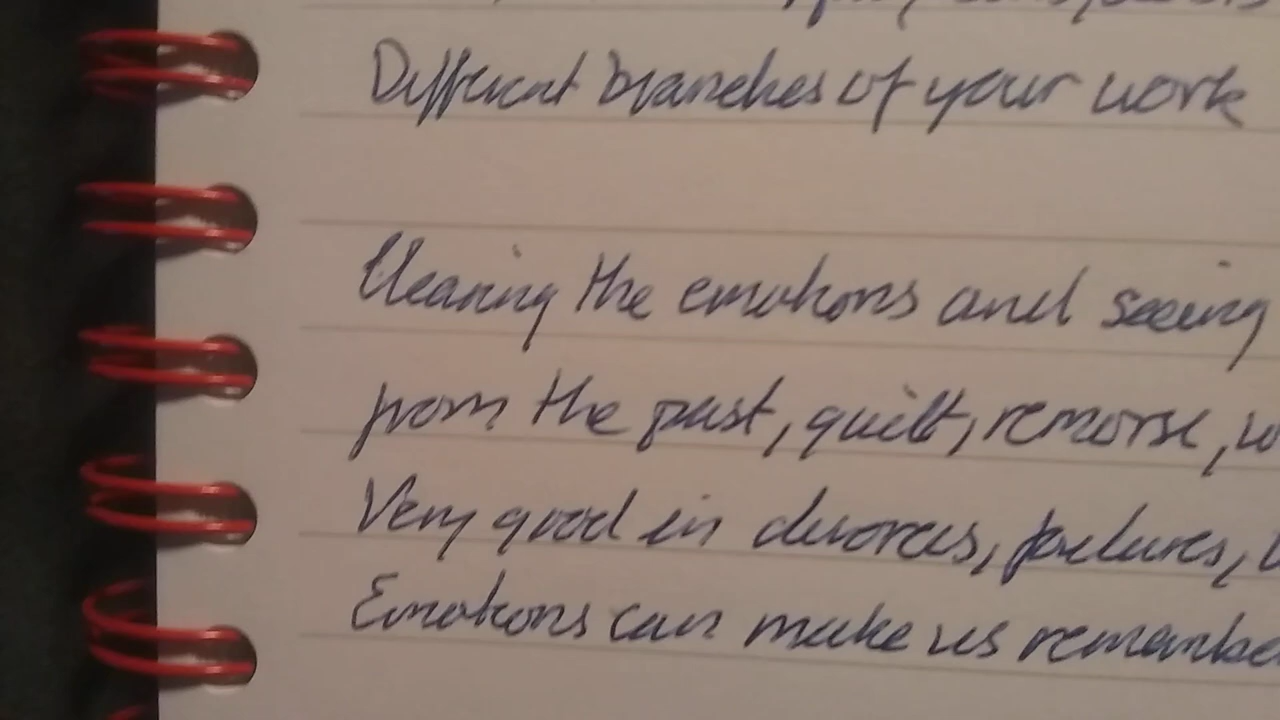 Different branches of your work
Clearing the emotions and seeing
from the past, guilt, remorse,
Very good in divorces, failures,
Emotions can make us remembe